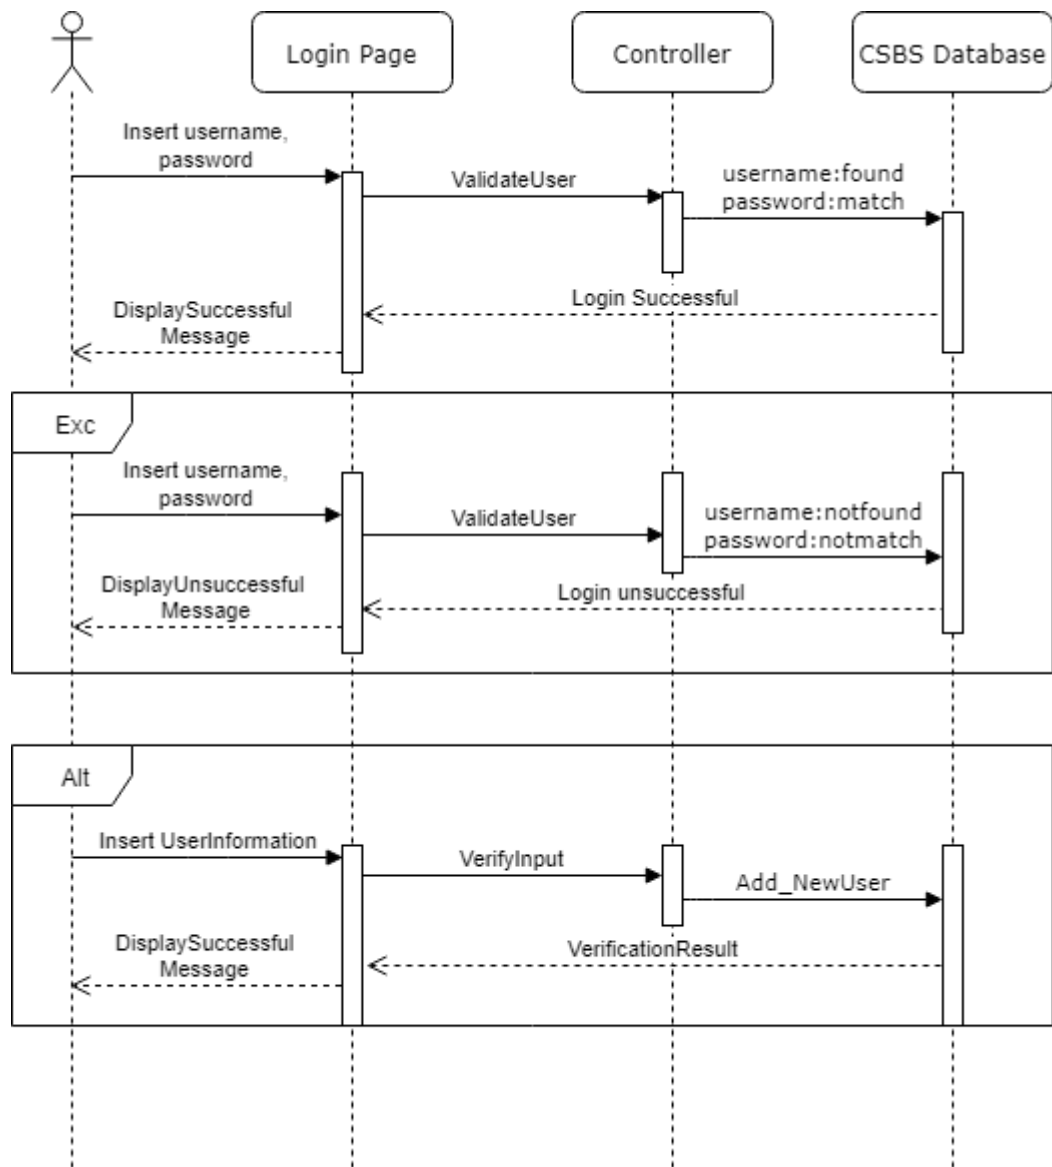 Login Page
Controller
CSBS Database
Insert username,
password
ValidateUser
username:found
password:match
Login Successful
DisplaySuccessful
Message
Exc
Insert username,
password
ValidateUser
username:notfound
password:notmatch
Login unsuccessful
DisplayUnsuccessful
Message
Alt
Insert UserInformation
VerifyInput
Add_NewUser
VerificationResult
DisplaySuccessful
Message